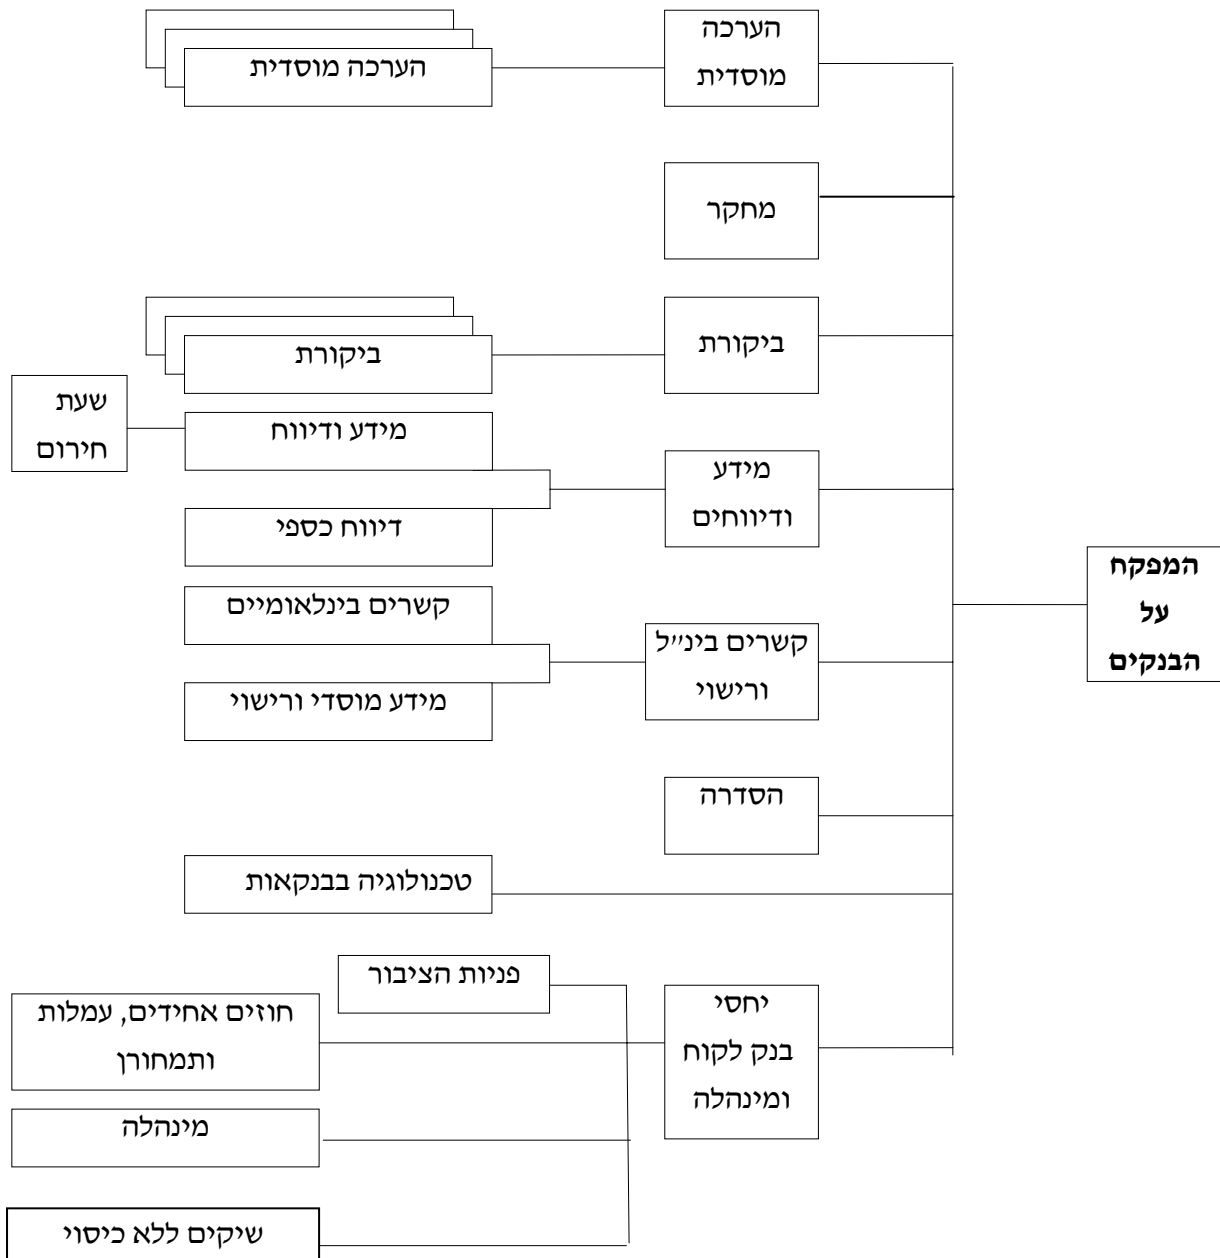 המפקח
על
הבנקים
הערכה
מוסדית
הערכה מוסדית
מחקר
ביקורת
ביקורת
מידע
ודיווחים
מידע ודיווח
שעת
חירום
דיווח כספי
קשרים בינ״ל
ורישוי
קשרים בינלאומיים
מידע מוסדי ורישוי
הסדרה
טכנולוגיה בבנקאות
יחסי
בנק לקוח
ומינהלה
פניות הציבור
חוזים אחידים, עמלות
ותמחורן
מינהלה
שיקים ללא כיסוי